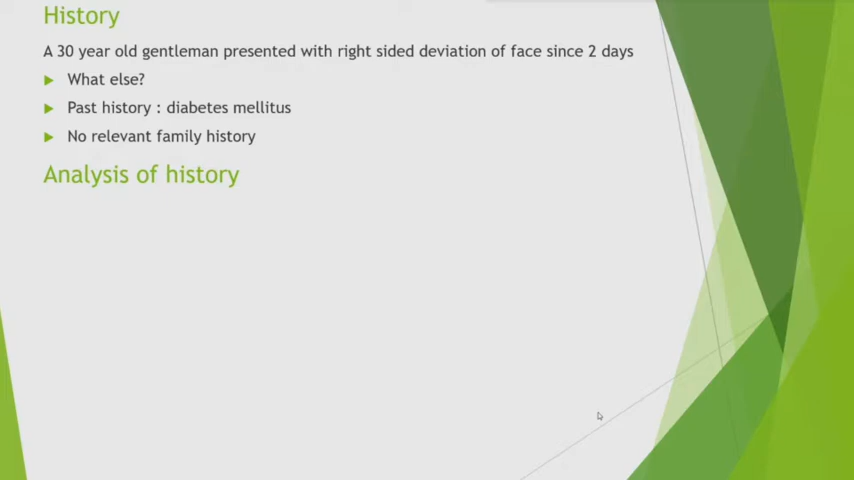 History
A 30 year old gentleman presented with right sided deviation of face since 2 days
What else?
Past history : diabetes mellitus
No relevant family history
Analysis of history